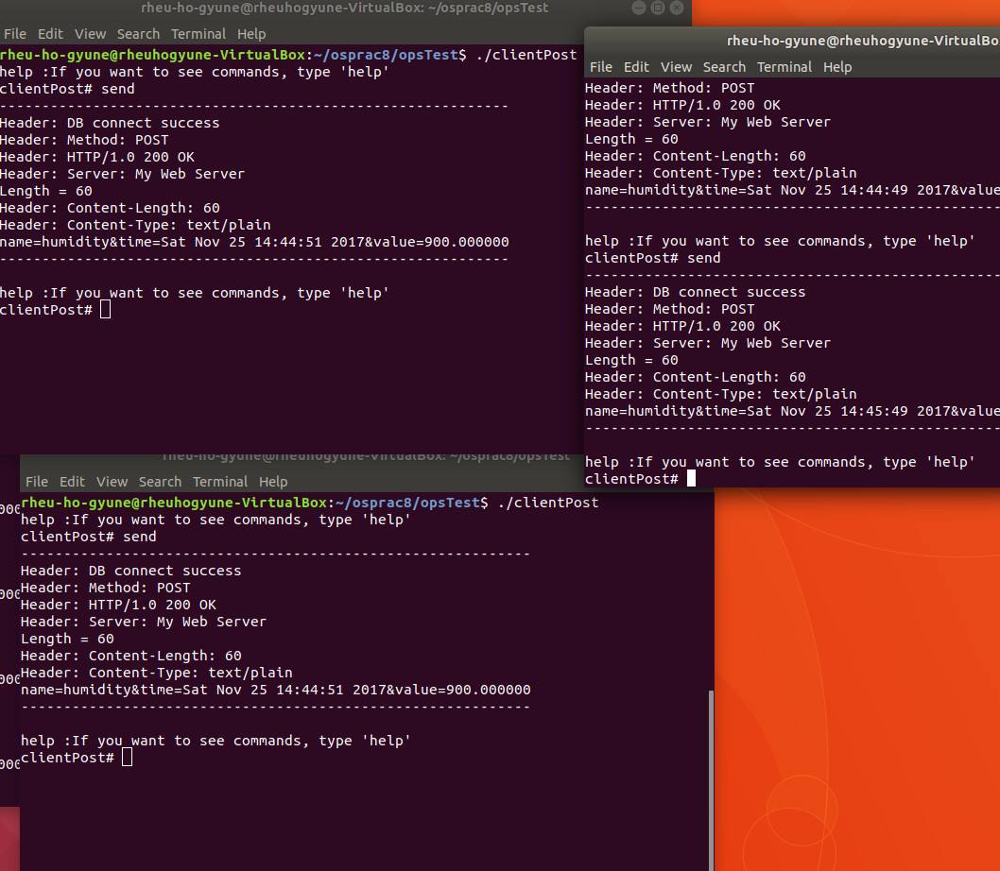 rheu-ho-gyune@rheuhogyune-VirtualBox: ~/osprac8/opsTest
File Edit View Search Terminal Help
rheu-ho-gyune@rheuhogyune-VirtualBox:~/osprac8/opsTest$ ./clientPost
help :If you want to see commands, type 'help'
clientPost# send
------------------------------------------------------------
Header: DB connect success
Header: Method: POST
Header: HTTP/1.0 200 OK
Header: Server: My Web Server
Length = 60
Header: Content-Length: 60
Header: Content-Type: text/plain
name=humidity&time=Sat Nov 25 14:44:51 2017&value=900.000000
------------------------------------------------------------
help :If you want to see commands, type 'help'
clientPost#
rheu-ho-gyune@rheuhogyune-VirtualBo
File Edit View Search Terminal Help
Header: Method: POST
Header: HTTP/1.0 200 OK
Header: Server: My Web Server
Length = 60
Header: Content-Length: 60
Header: Content-Type: text/plain
name=humidity&time=Sat Nov 25 14:44:49 2017&value
-------------------------------------------------
help :If you want to see commands, type 'help'
clientPost# send
-------------------------------------------------
Header: DB connect success
Header: Method: POST
Header: HTTP/1.0 200 OK
Header: Server: My Web Server
Length = 60
Header: Content-Length: 60
Header: Content-Type: text/plain
name=humidity&time=Sat Nov 25 14:45:49 2017&value
-------------------------------------------------
help :If you want to see commands, type 'help'
clientPost#
rheu-ho-gyune@rheuhogyune-VirtualBox: ~/osprac8/opsTest
File Edit View Search Terminal Help
rheu-ho-gyune@rheuhogyune-VirtualBox:~/osprac8/opsTest$ ./clientPost
help :If you want to see commands, type 'help'
clientPost# send
------------------------------------------------------------
Header: DB connect success
Header: Method: POST
Header: HTTP/1.0 200 OK
Header: Server: My Web Server
Length = 60
Header: Content-Length: 60
Header: Content-Type: text/plain
name=humidity&time=Sat Nov 25 14:44:51 2017&value=900.000000
------------------------------------------------------------
help :If you want to see commands, type 'help'
clientPost#
000
000
000
000